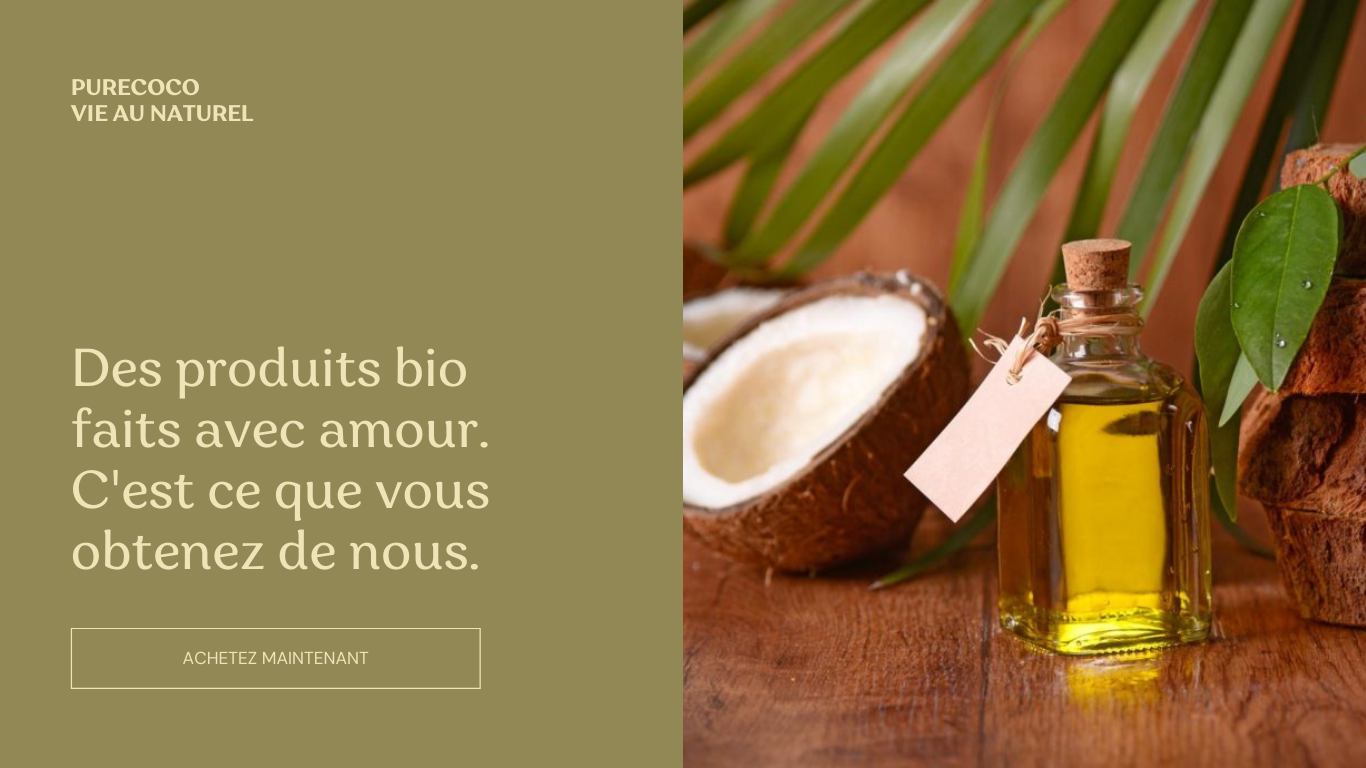 PURECOCO
VIE AU NATUREL
Des produits bio
faits avec amour.
C'est ce que vous
obtenez de nous.
ACHETEZ MAINTENANT